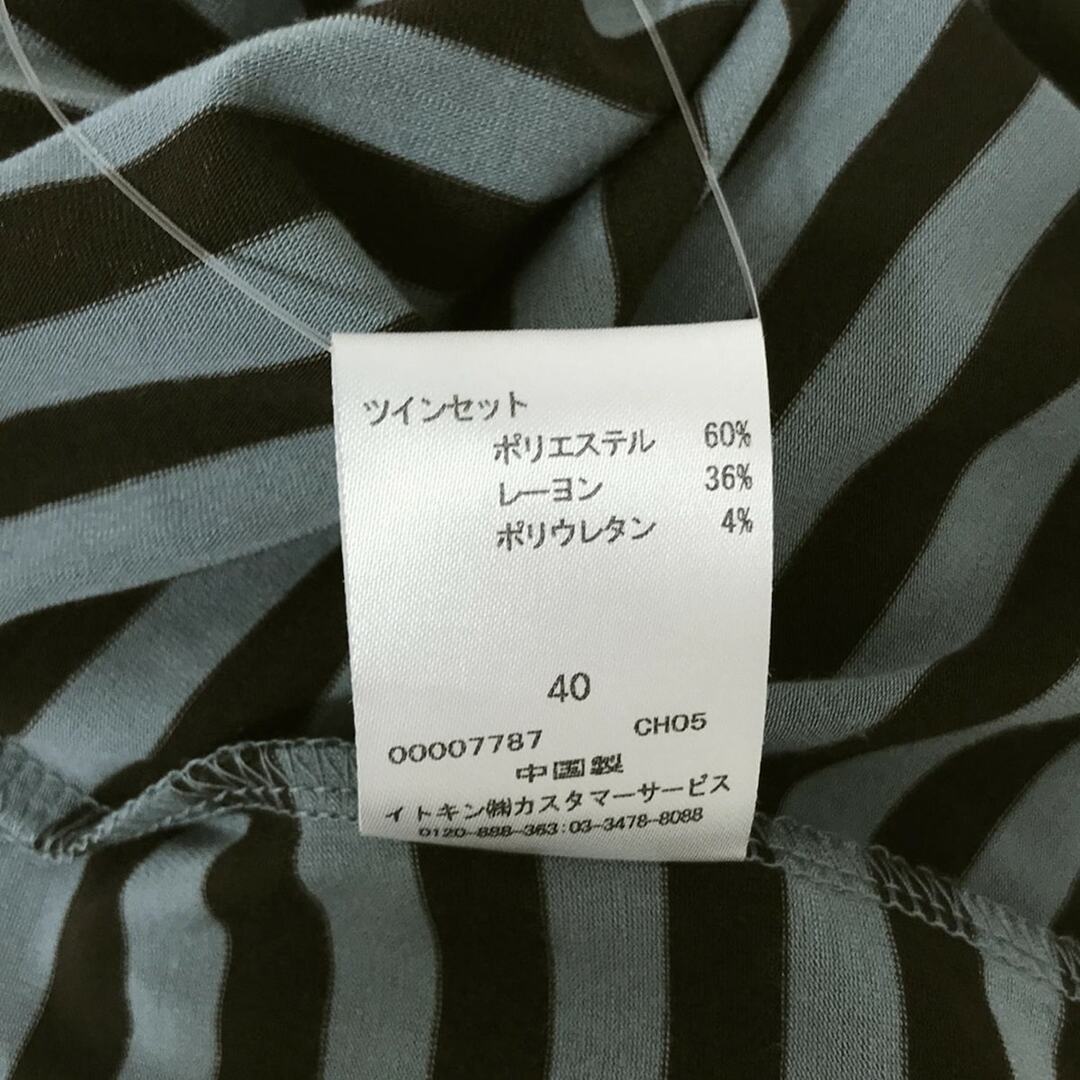 ツインセット
ポリエステル 60%
レーヨン 36%
ポリウレタン 4%
40
00007787 CH05
中国製
イトキン㈱カスタマーサービス
0120-888-363:03-3478-8088